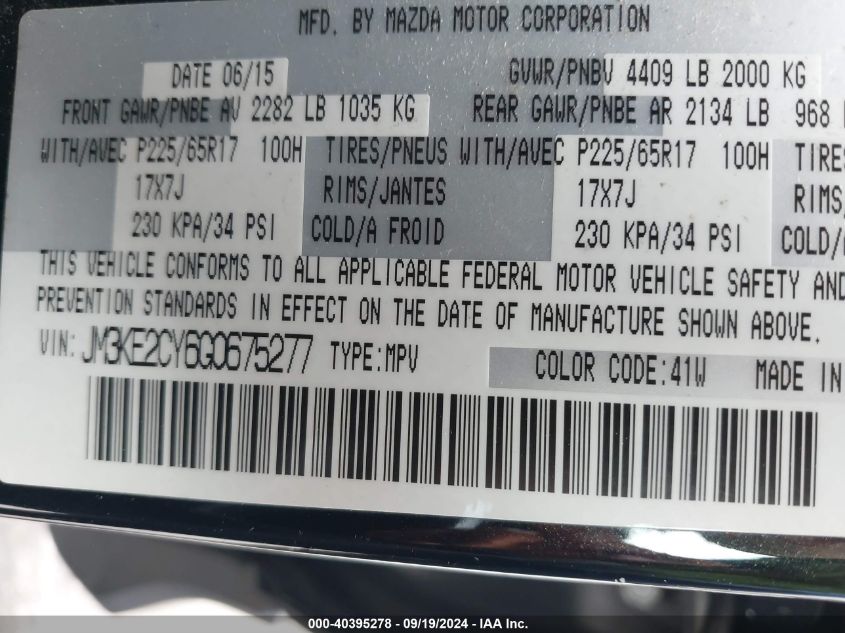 MFD. BY MAZDA MOTOR CORPORATION
DATE 06/15 GVWR/PNBV 4409 LB 2000 KG
FRONT GAWR/PNBE AV 2282 LB 1035 KG REAR GAWR/PNBE AR 2134 LB 968
WITH/AVEC P225/65R17 100H TIRES/PNEUS WITH/AVEC P225/65R17 100H TIRES
17X7J RIMS/JANTES 17X7J RIMS/
230 KPA/34 PSI COLD/A FROID 230 KPA/34 PSI COLD/
THIS VEHICLE CONFORMS TO ALL APPLICABLE FEDERAL MOTOR VEHICLE SAFETY AND
PREVENTION STANDARDS IN EFFECT ON THE DATE OF MANUFACTURE SHOWN ABOVE.
VIN: JM3KE2CY6G0675277 TYPE:MPV COLOR CODE:41W MADE IN
000-40395278 - 09/19/2024 - IAA Inc.